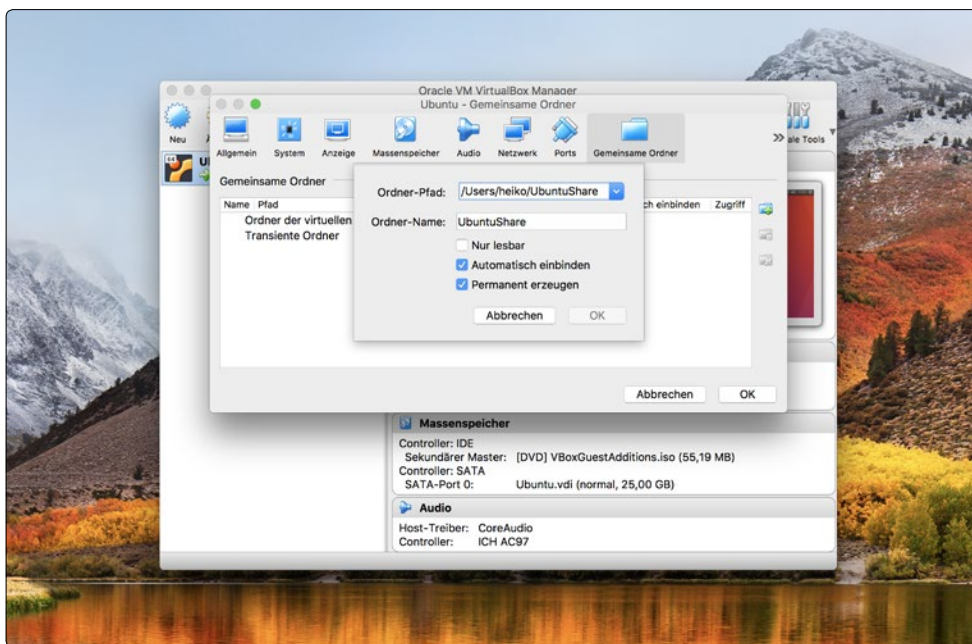 Oracle VM VirtualBox Manager
Ubuntu - Gemeinsame Ordner
Neu
ale Tools
Allgemein System Anzeige Massenspeicher Audio Netzwerk Ports Gemeinsame Ordner
64
U
Gemeinsame Ordner
Name Pfad ch einbinden Zugriff
Ordner der virtuellen
Transiente Ordner
Ordner-Pfad: /Users/heiko/UbuntuShare
Ordner-Name: UbuntuShare
Nur lesbar
Automatisch einbinden
Permanent erzeugen
Abbrechen OK
Abbrechen OK
Massenspeicher
Controller: IDE
Sekundärer Master: [DVD] VBoxGuestAdditions.iso (55,19 MB)
Controller: SATA
SATA-Port 0: Ubuntu.vdi (normal, 25,00 GB)
Audio
Host-Treiber: CoreAudio
Controller: ICH AC97